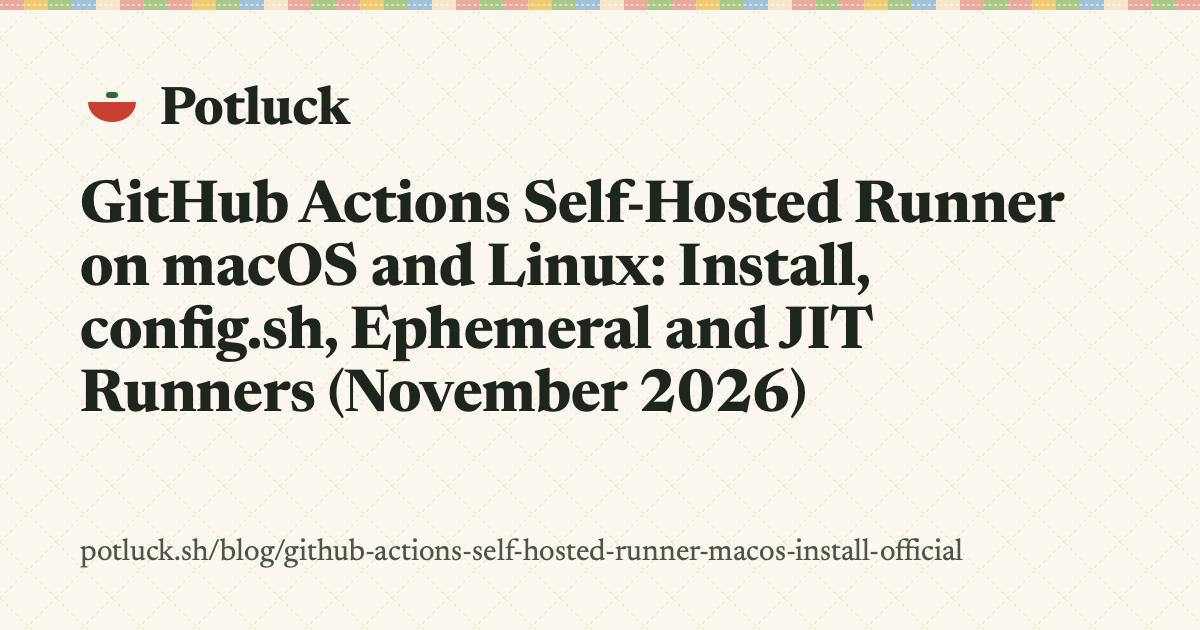 Potluck
GitHub Actions Self-Hosted Runner
on macOS and Linux: Install,
config.sh, Ephemeral and JIT
Runners (November 2026)
potluck.sh/blog/github-actions-self-hosted-runner-macos-install-official